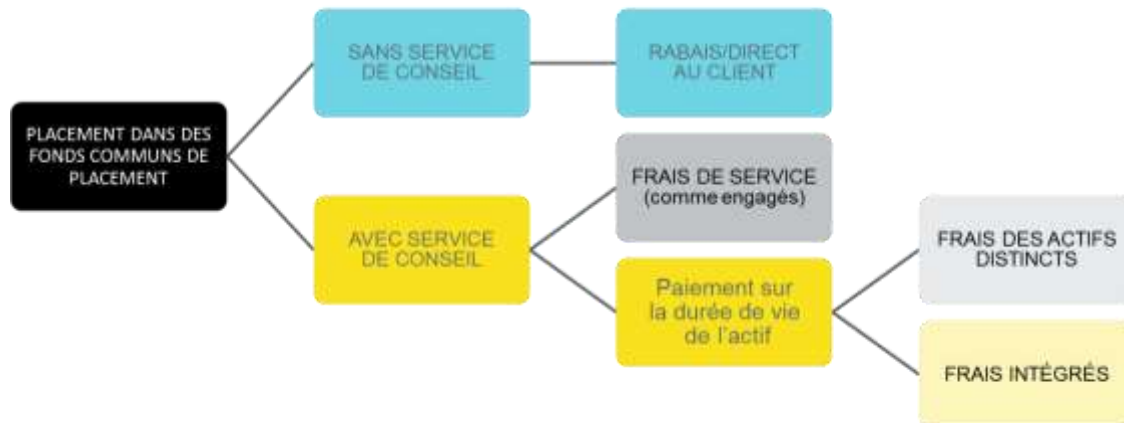 SANS SERVICE
DE CONSEIL
RABAIS/DIRECT
AU CLIENT
PLACEMENT DANS DES
FONDS COMMUNS DE
PLACEMENT
FRAIS DE SERVICE
(comme engagés)
AVEC SERVICE
DE CONSEIL
FRAIS DES ACTIFS
DISTINCTS
Paiement sur
la durée de vie
de l'actif
FRAIS INTÉGRÉS